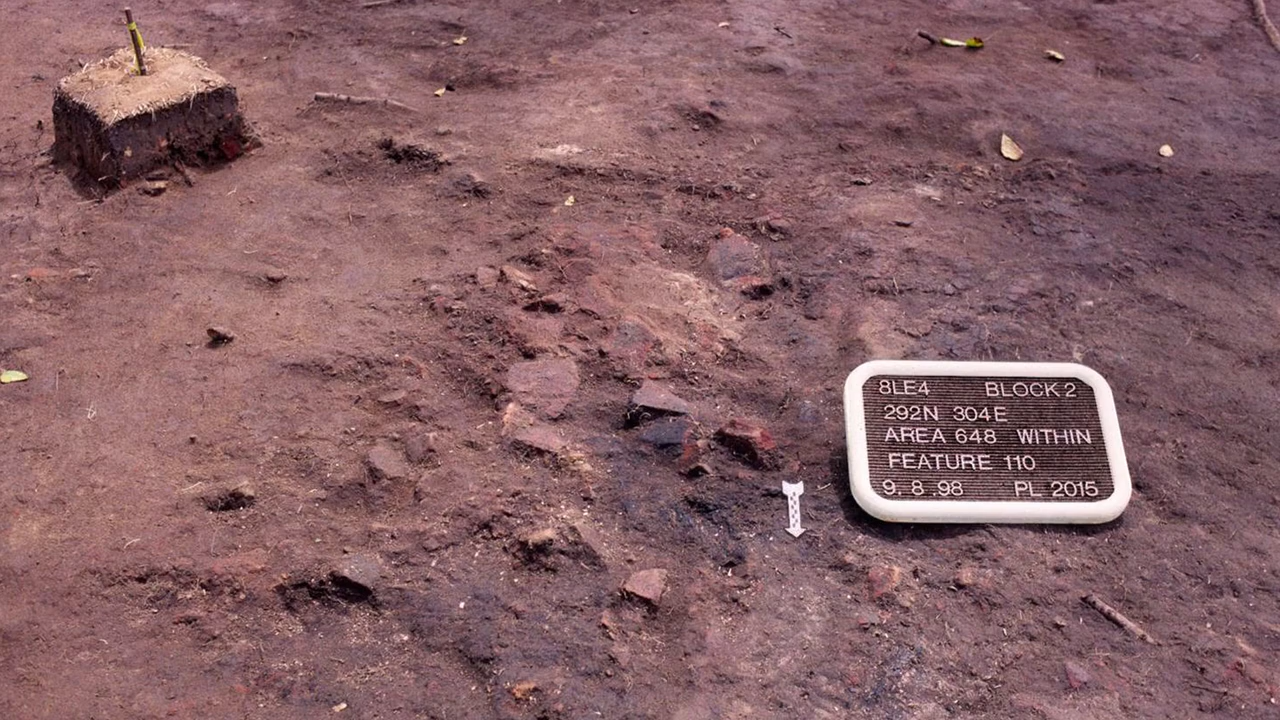 8LE4 BLOCK 2
292N 304E
AREA 648 WITHIN
FEATURE 110
9.8.98 PL 2015